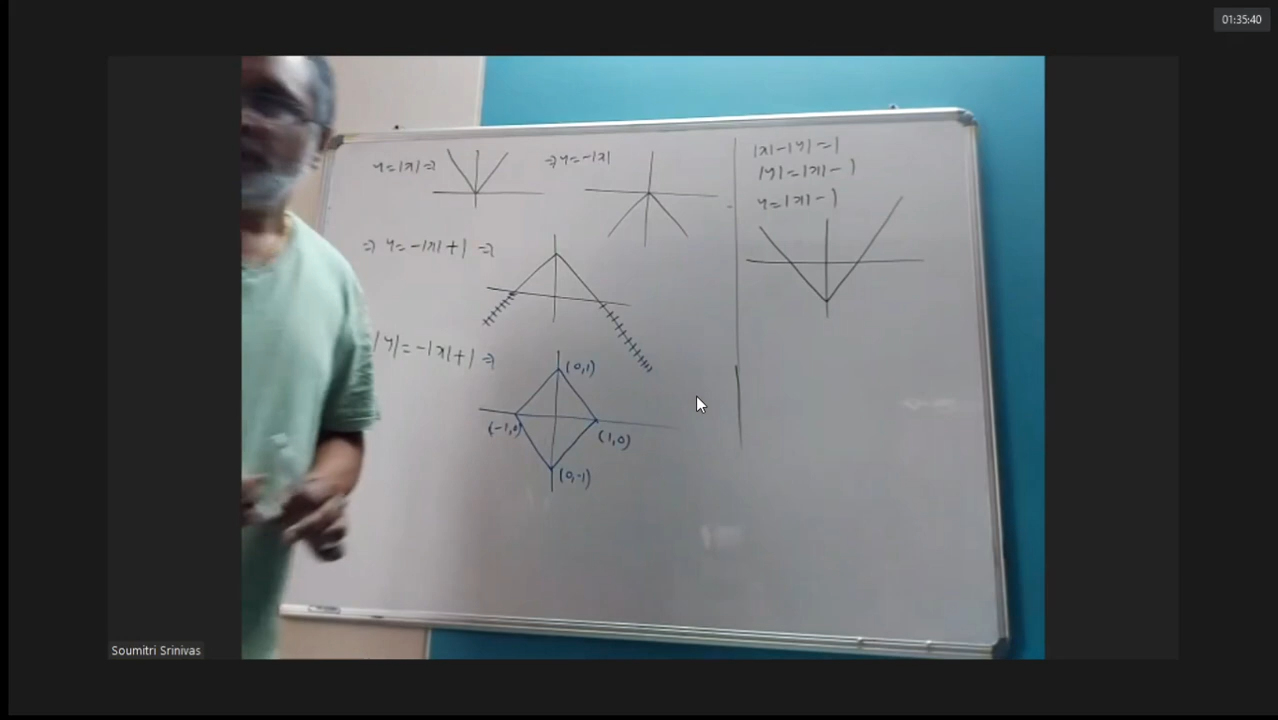 01:35:40
y=|x|⇒
⇒y=-|x|
⇒ y=-|x|+1 ⇒
|y|=-|x|+1 ⇒
(0,1)
(-1,0)
(1,0)
(0,-1)
|x|-|y|=1
|y|=|x|-1
y=|x|-1
Soumitri Srinivas